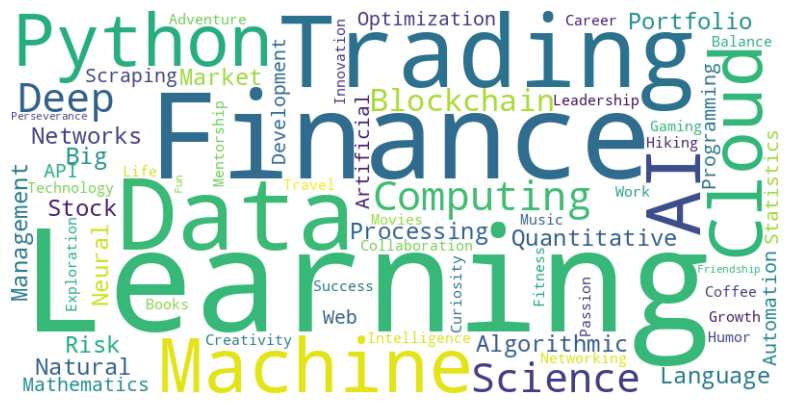 Adventure
Python
Trading
Optimization
Career
Portfolio
Balance
Scraping
Market
Development
Innovation
Deep
Finance
Blockchain
Leadership
Cloud
Perseverance
Networks
Mentorship
Artificial
AI
Programming
Gaming
Hiking
Big
API
Life
Technology
Fun
Travel
Data
Computing
Work
Statistics
Management
Stock
Movies
Music
Processing
Quantitative
Collaboration
Exploration
Neural
Learning
Curiosity
Fitness
Friendship
Success
Passion
Coffee
Automation
Books
Web
Growth
Risk
Creativity
Intelligence
Algorithmic
Humor
Natural
Machine
Networking
Science
Language
Mathematics